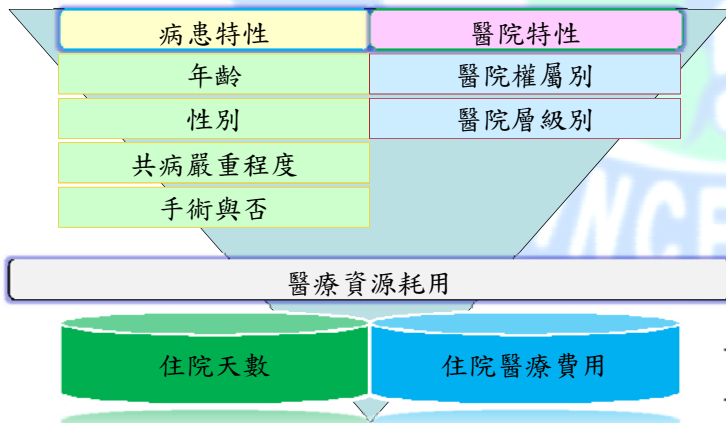 病患特性
醫院特性
年齡
醫院權屬別
性別
醫院層級別
共病嚴重程度
手術與否
醫療資源耗用
住院天數
住院醫療費用